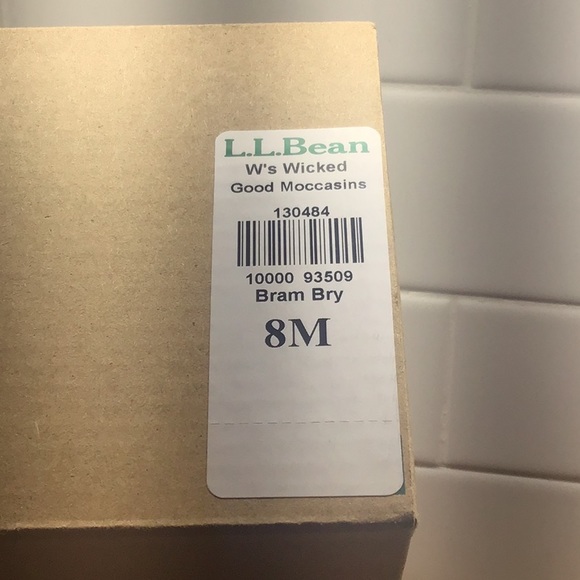 L.L.Bean
W's Wicked
Good Moccasins
130484
10000 93509
Bram Bry
8M